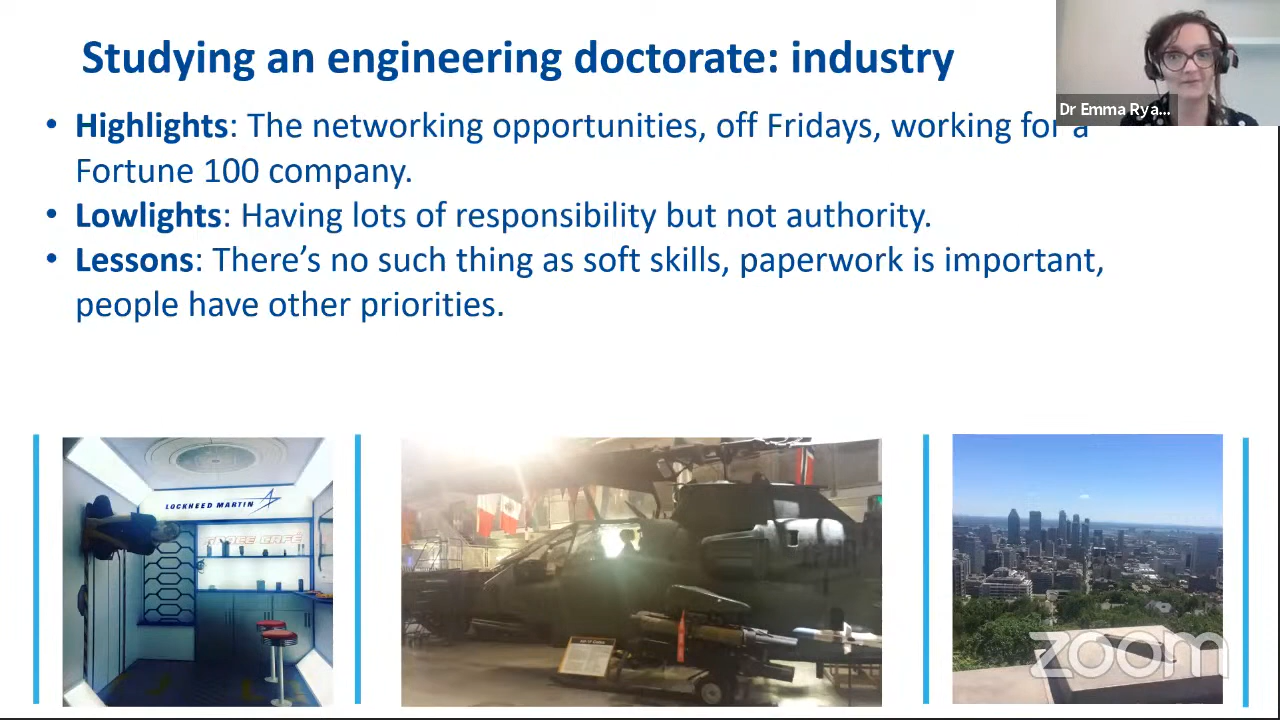 Studying an engineering doctorate: industry
Dr Emma Rya...
• Highlights: The networking opportunities, off Fridays, working for a
Fortune 100 company.
• Lowlights: Having lots of responsibility but not authority.
• Lessons: There’s no such thing as soft skills, paperwork is important,
people have other priorities.
LOCKHEED MARTIN
SPACE CAFE
zoom